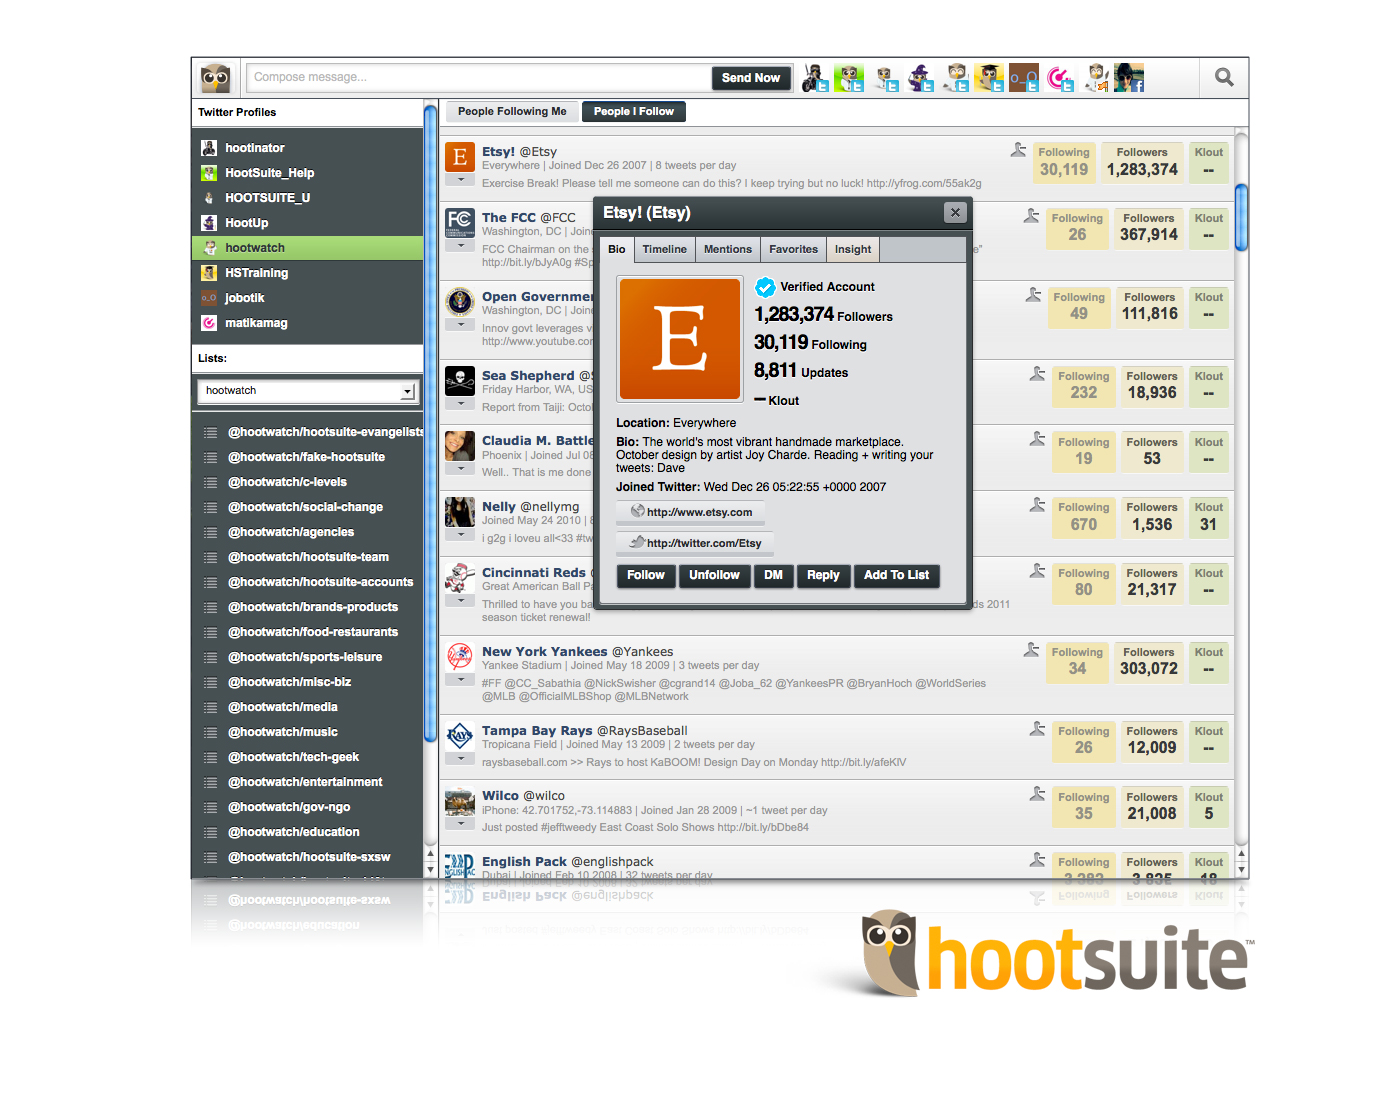 Compose message...
Send Now
Twitter Profiles
People Following Me
People I Follow
hootinator
HootSuite_Help
HOOTSUITE_U
HootUp
hootwatch
HSTraining
jobotik
matikamag
Lists:
hootwatch
@hootwatch/hootsuite-evangelists
@hootwatch/fake-hootsuite
@hootwatch/c-levels
@hootwatch/social-change
@hootwatch/agencies
@hootwatch/hootsuite-team
@hootwatch/hootsuite-accounts
@hootwatch/brands-products
@hootwatch/food-restaurants
@hootwatch/sports-leisure
@hootwatch/misc-biz
@hootwatch/media
@hootwatch/music
@hootwatch/tech-geek
@hootwatch/entertainment
@hootwatch/gov-ngo
@hootwatch/education
@hootwatch/hootsuite-sxsw
Etsy! @Etsy
Everywhere | Joined Dec 26 2007 | 8 tweets per day
Exercise Break! Please tell me someone can do this? I keep trying but no luck! http://yfrog.com/55ak2g
Following Followers Klout
30,119 1,283,374 --
The FCC @FCC
Washington, DC | Join
FCC Chairman on the
http://bit.ly/bJyA0g #Sp
Following Followers Klout
26 367,914 --
Open Governme
Washington, DC | Join
Innov govt leverages v
http://www.youtube.co
Following Followers Klout
49 111,816 --
Sea Shepherd @
Friday Harbor, WA, US
Report from Taiji: Octo
Following Followers Klout
232 18,936 --
Claudia M. Battle
Phoenix | Joined Jul 08
Well.. That is me done
Following Followers Klout
19 53 --
Nelly @nellymg
Joined May 24 2010 | 8
i g2g i loveu all<33 #tw
Following Followers Klout
670 1,536 31
Cincinnati Reds
Great American Ball Pa
Thrilled to have you ba
ds 2011
season ticket renewal!
Following Followers Klout
80 21,317 --
New York Yankees @Yankees
Yankee Stadium | Joined May 18 2009 | 3 tweets per day
#FF @CC_Sabathia @NickSwisher @cgrand14 @Joba_62 @YankeesPR @BryanHoch @WorldSeries
@MLB @OfficialMLBShop @MLBNetwork
Following Followers Klout
34 303,072 --
Tampa Bay Rays @RaysBaseball
Tropicana Field | Joined May 13 2009 | 2 tweets per day
raysbaseball.com >> Rays to host KaBOOM! Design Day on Monday http://bit.ly/afeKlV
Following Followers Klout
26 12,009 --
Wilco @wilco
iPhone: 42.701752,-73.114883 | Joined Jan 28 2009 | ~1 tweet per day
Just posted #jefftweedy East Coast Solo Shows http://bit.ly/bDbe84
Following Followers Klout
35 21,008 5
English Pack @englishpack
Dubai | Joined Feb 10 2008 | 32 tweets per day
Following Followers Klout
Etsy! (Etsy)
Bio Timeline Mentions Favorites Insight
E
Verified Account
1,283,374 Followers
30,119 Following
8,811 Updates
-- Klout
Location: Everywhere
Bio: The world's most vibrant handmade marketplace.
October design by artist Joy Charde. Reading + writing your
tweets: Dave
Joined Twitter: Wed Dec 26 05:22:55 +0000 2007
http://www.etsy.com
http://twitter.com/Etsy
Follow Unfollow DM Reply Add To List
hootsuite™